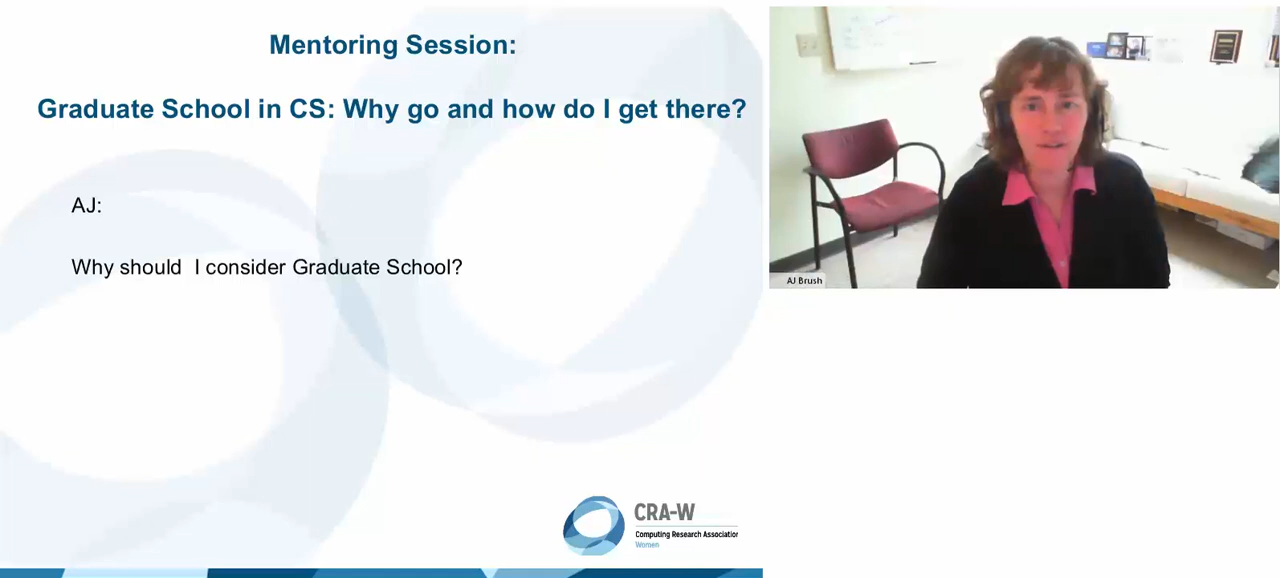 Mentoring Session:
Graduate School in CS: Why go and how do I get there?
AJ:
Why should  I consider Graduate School?
CRA-W
Computing Research Association
Women
AJ Brush